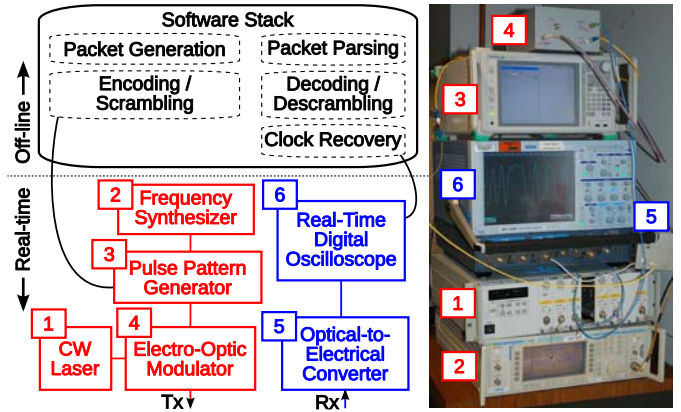 Software Stack
Packet Generation
Packet Parsing
Encoding /
Scrambling
Decoding /
Descrambling
Clock Recovery
Off-line
Real-time
2
Frequency
Synthesizer
3
Pulse Pattern
Generator
1
CW
Laser
4
Electro-Optic
Modulator
Tx
6
Real-Time
Digital
Oscilloscope
5
Optical-to-
Electrical
Converter
Rx
4
3
6
5
1
2